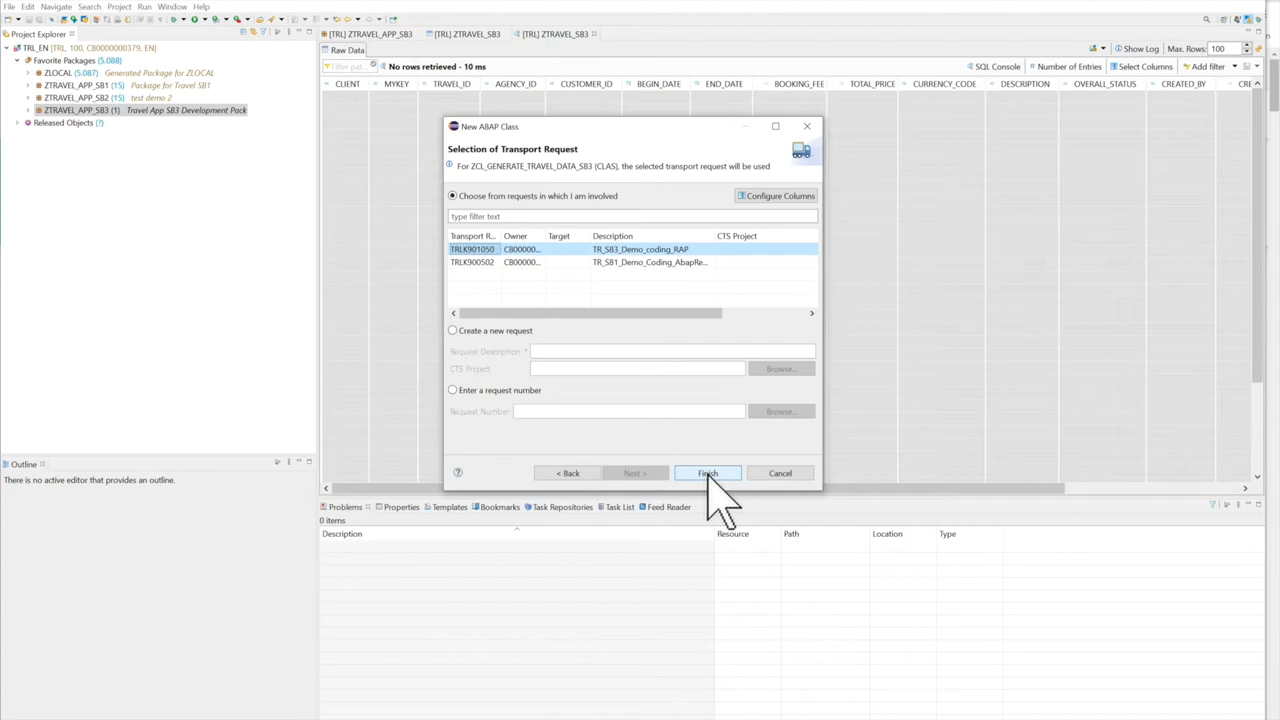 File Edit Navigate Search Project Run Window Help
Project Explorer
TRL_EN (TRL, 100, CB0000000379, EN]
Favorite Packages (5.088)
ZLOCAL (5.087) Generated Package for ZLOCAL
ZTRAVEL_APP_SB1 (15) Package for Travel SB1
ZTRAVEL_APP_SB2 (15) test demo 2
ZTRAVEL_APP_SB3 (1) Travel App SB3 Development Pack
Released Objects (?)
[TRL] ZTRAVEL_APP_SB3 [TRL] ZTRAVEL_SB3 [TRL] ZTRAVEL_SB3
Raw Data Show Log Max. Rows: 100
Filter pat... No rows retrieved - 10 ms SQL Console Number of Entries Select Columns Add filter
CLIENT MYKEY TRAVEL_ID AGENCY_ID CUSTOMER_ID BEGIN_DATE END_DATE BOOKING_FEE TOTAL_PRICE CURRENCY_CODE DESCRIPTION OVERALL_STATUS CREATED_BY CRE
New ABAP Class
Selection of Transport Request
For ZCL_GENERATE_TRAVEL_DATA_SB3 (CLAS), the selected transport request will be used
Choose from requests in which I am involved Configure Columns
type filter text
Transport R... Owner Target Description CTS Project
TRLK901050 CB00000... TR_SB3_Demo_coding_RAP
TRLK900502 CB00000... TR_SB1_Demo_Coding_AbapRe...
Create a new request
Request Description: *
CTS Project Browse...
Enter a request number
Request Number: Browse...
< Back Next > Finish Cancel
Outline
There is no active editor that provides an outline.
Problems Properties Templates Bookmarks Task Repositories Task List Feed Reader
0 items
Description Resource Path Location Type